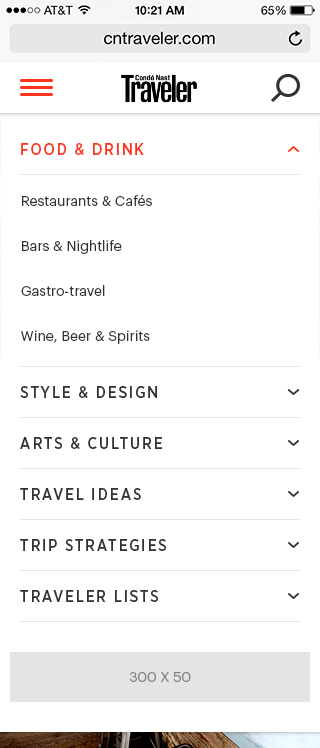 AT&T 10:21 AM 65%
cntraveler.com
Condé Nast
Traveler
FOOD & DRINK
Restaurants & Cafés
Bars & Nightlife
Gastro-travel
Wine, Beer & Spirits
STYLE & DESIGN
ARTS & CULTURE
TRAVEL IDEAS
TRIP STRATEGIES
TRAVELER LISTS
300 X 50